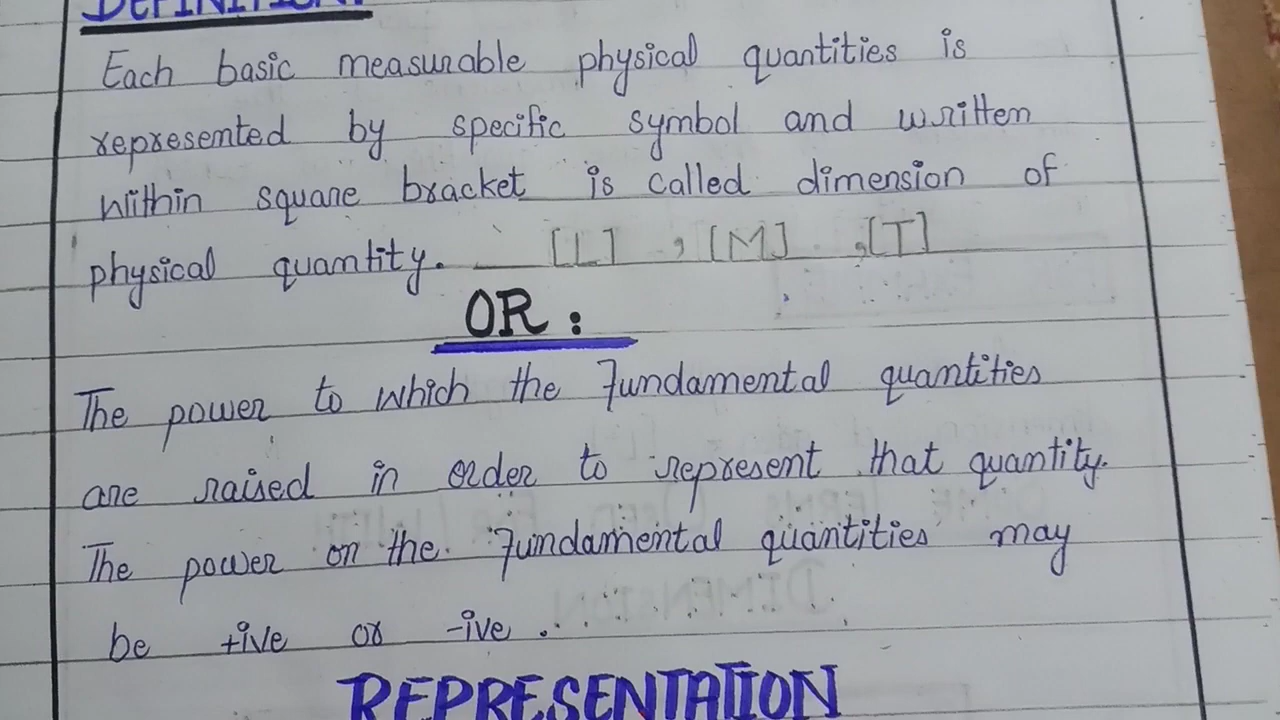 DEFINITION:
Each basic measurable physical quantities is
represented by specific symbol and written
within square bracket is called dimension of
physical quantity. [L] , [M] , [T]
OR :
The power to which the fundamental quantities
are raised in order to represent that quantity.
The power on the fundamental quantities may
be +ive or -ive .
REPRESENTATION